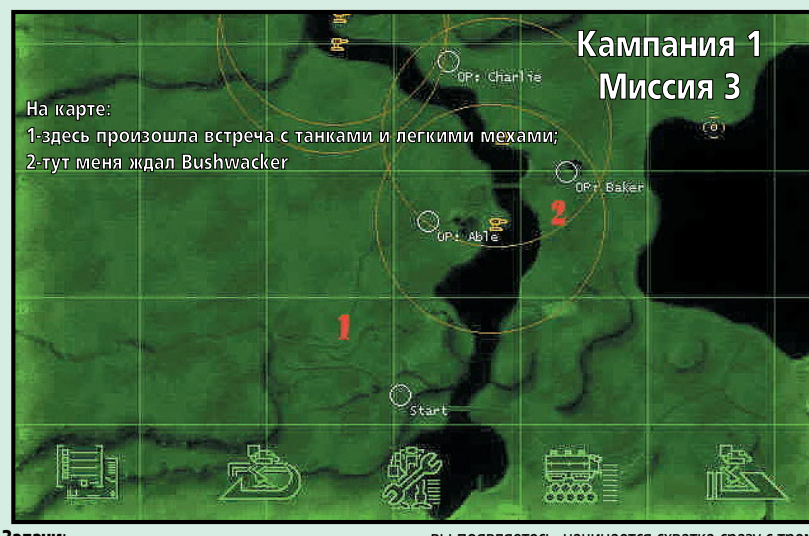 Кампания 1
Миссия 3
На карте:
1-здесь произошла встреча с танками и легкими мехами;
2-тут меня ждал Bushwacker
OP: Charlie
OP: Baker
2
OP: Able
1
Start